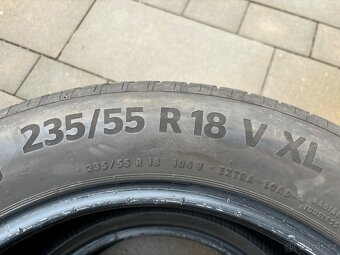 235/55 R 18 V XL
235/55 R 18 104 V · EXTRA LOAD